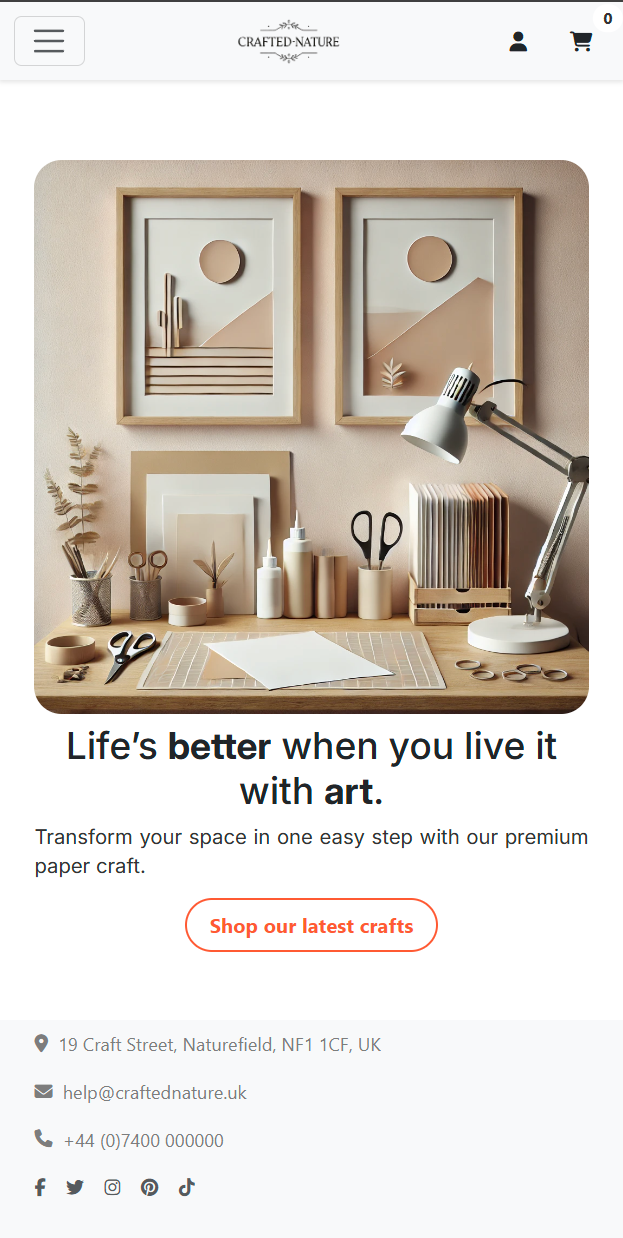 0
CRAFTED-NATURE
Life’s better when you live it
with art.
Transform your space in one easy step with our premium
paper craft.
Shop our latest crafts
19 Craft Street, Naturefield, NF1 1CF, UK
help@craftednature.uk
+44 (0)7400 000000